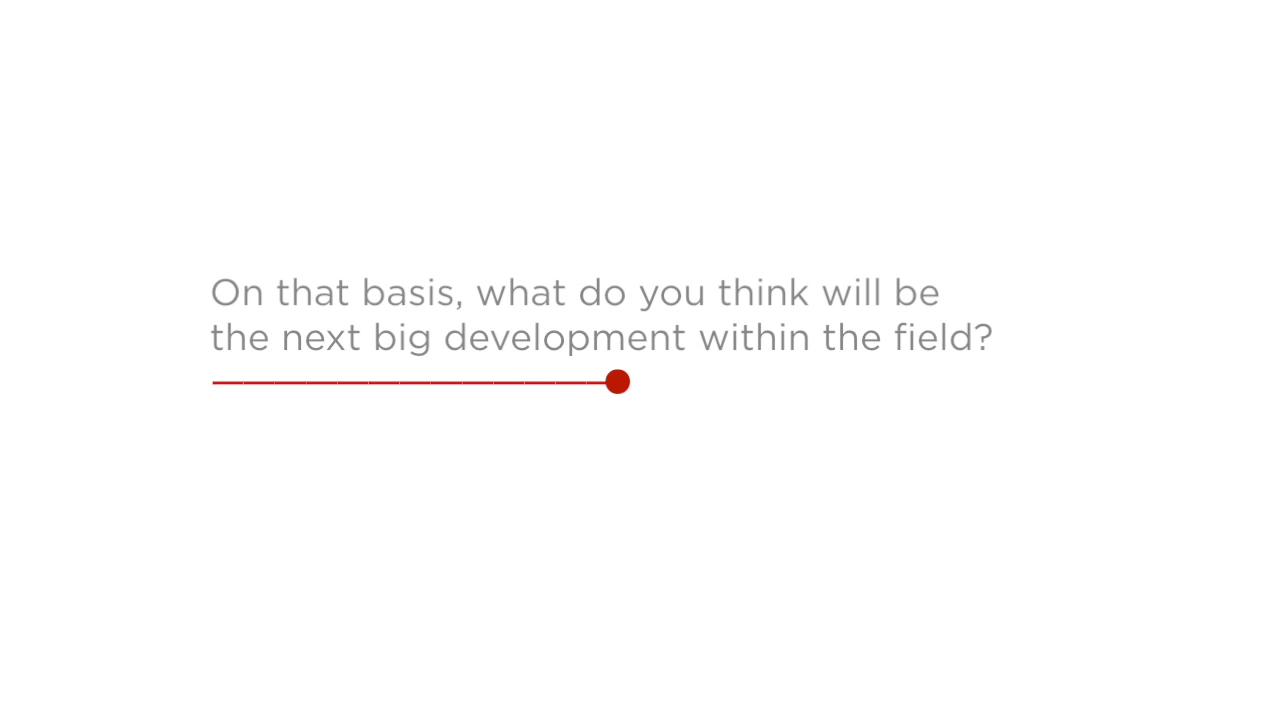 On that basis, what do you think will be
the next big development within the field?